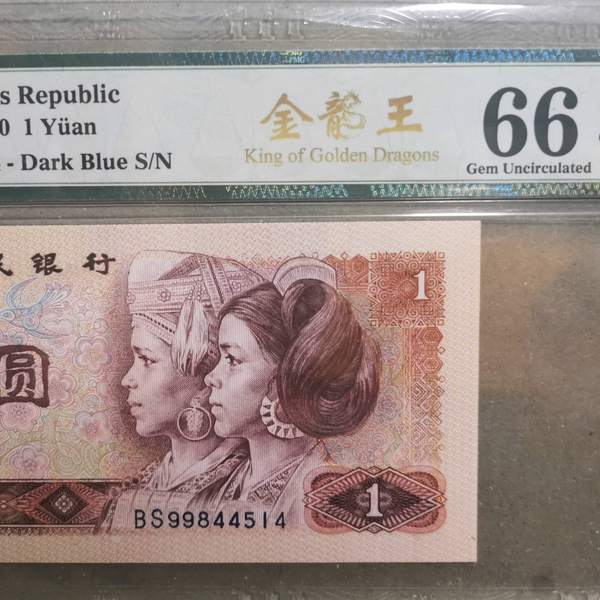 s Republic
0 1 Yüan
- Dark Blue S/N
金龍王
King of Golden Dragons
66
Gem Uncirculated
PMG
民银行
1
圆
BS99844514
1